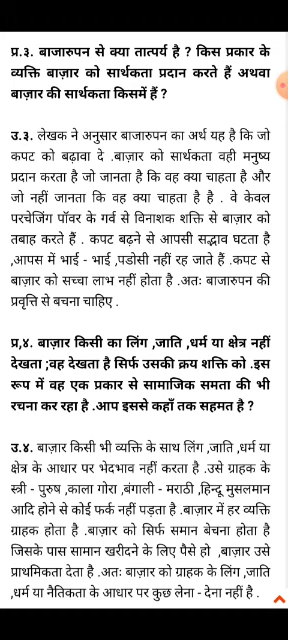 प्र.३. बाजारुपन से क्या तात्पर्य है ? किस प्रकार के
व्यक्ति बाज़ार को सार्थकता प्रदान करते हैं अथवा
बाज़ार की सार्थकता किसमें हैं ?
उ.३. लेखक ने अनुसार बाजारुपन का अर्थ यह है कि जो
कपट को बढ़ावा दे .बाज़ार को सार्थकता वही मनुष्य
प्रदान करता है जो जानता है कि वह क्या चाहता है और
जो नहीं जानता कि वह क्या चाहता है है . वे केवल
परचेजिंग पॉवर के गर्व से विनाशक शक्ति से बाज़ार को
तबाह करते हैं . कपट बढ़ने से आपसी सद्भाव घटता है
,आपस में भाई - भाई ,पडोसी नहीं रह जाते हैं .कपट से
बाज़ार को सच्चा लाभ नहीं होता है .अतः बाजारुपन की
प्रवृत्ति से बचना चाहिए .
प्र,४. बाज़ार किसी का लिंग ,जाति ,धर्म या क्षेत्र नहीं
देखता ;वह देखता है सिर्फ उसकी क्रय शक्ति को .इस
रूप में वह एक प्रकार से सामाजिक समता की भी
रचना कर रहा है .आप इससे कहाँ तक सहमत है ?
उ.४. बाज़ार किसी भी व्यक्ति के साथ लिंग ,जाति ,धर्म या
क्षेत्र के आधार पर भेदभाव नहीं करता है .उसे ग्राहक के
स्त्री - पुरुष ,काला गोरा ,बंगाली - मराठी ,हिन्दू मुसलमान
आदि होने से कोई फर्क नहीं पड़ता है .बाज़ार में हर व्यक्ति
ग्राहक होता है .बाज़ार को सिर्फ समान बेचना होता है
जिसके पास सामान खरीदने के लिए पैसे हो ,बाज़ार उसे
प्राथमिकता देता है .अतः बाज़ार को ग्राहक के लिंग ,जाति
,धर्म या नैतिकता के आधार पर कुछ लेना - देना नहीं है .